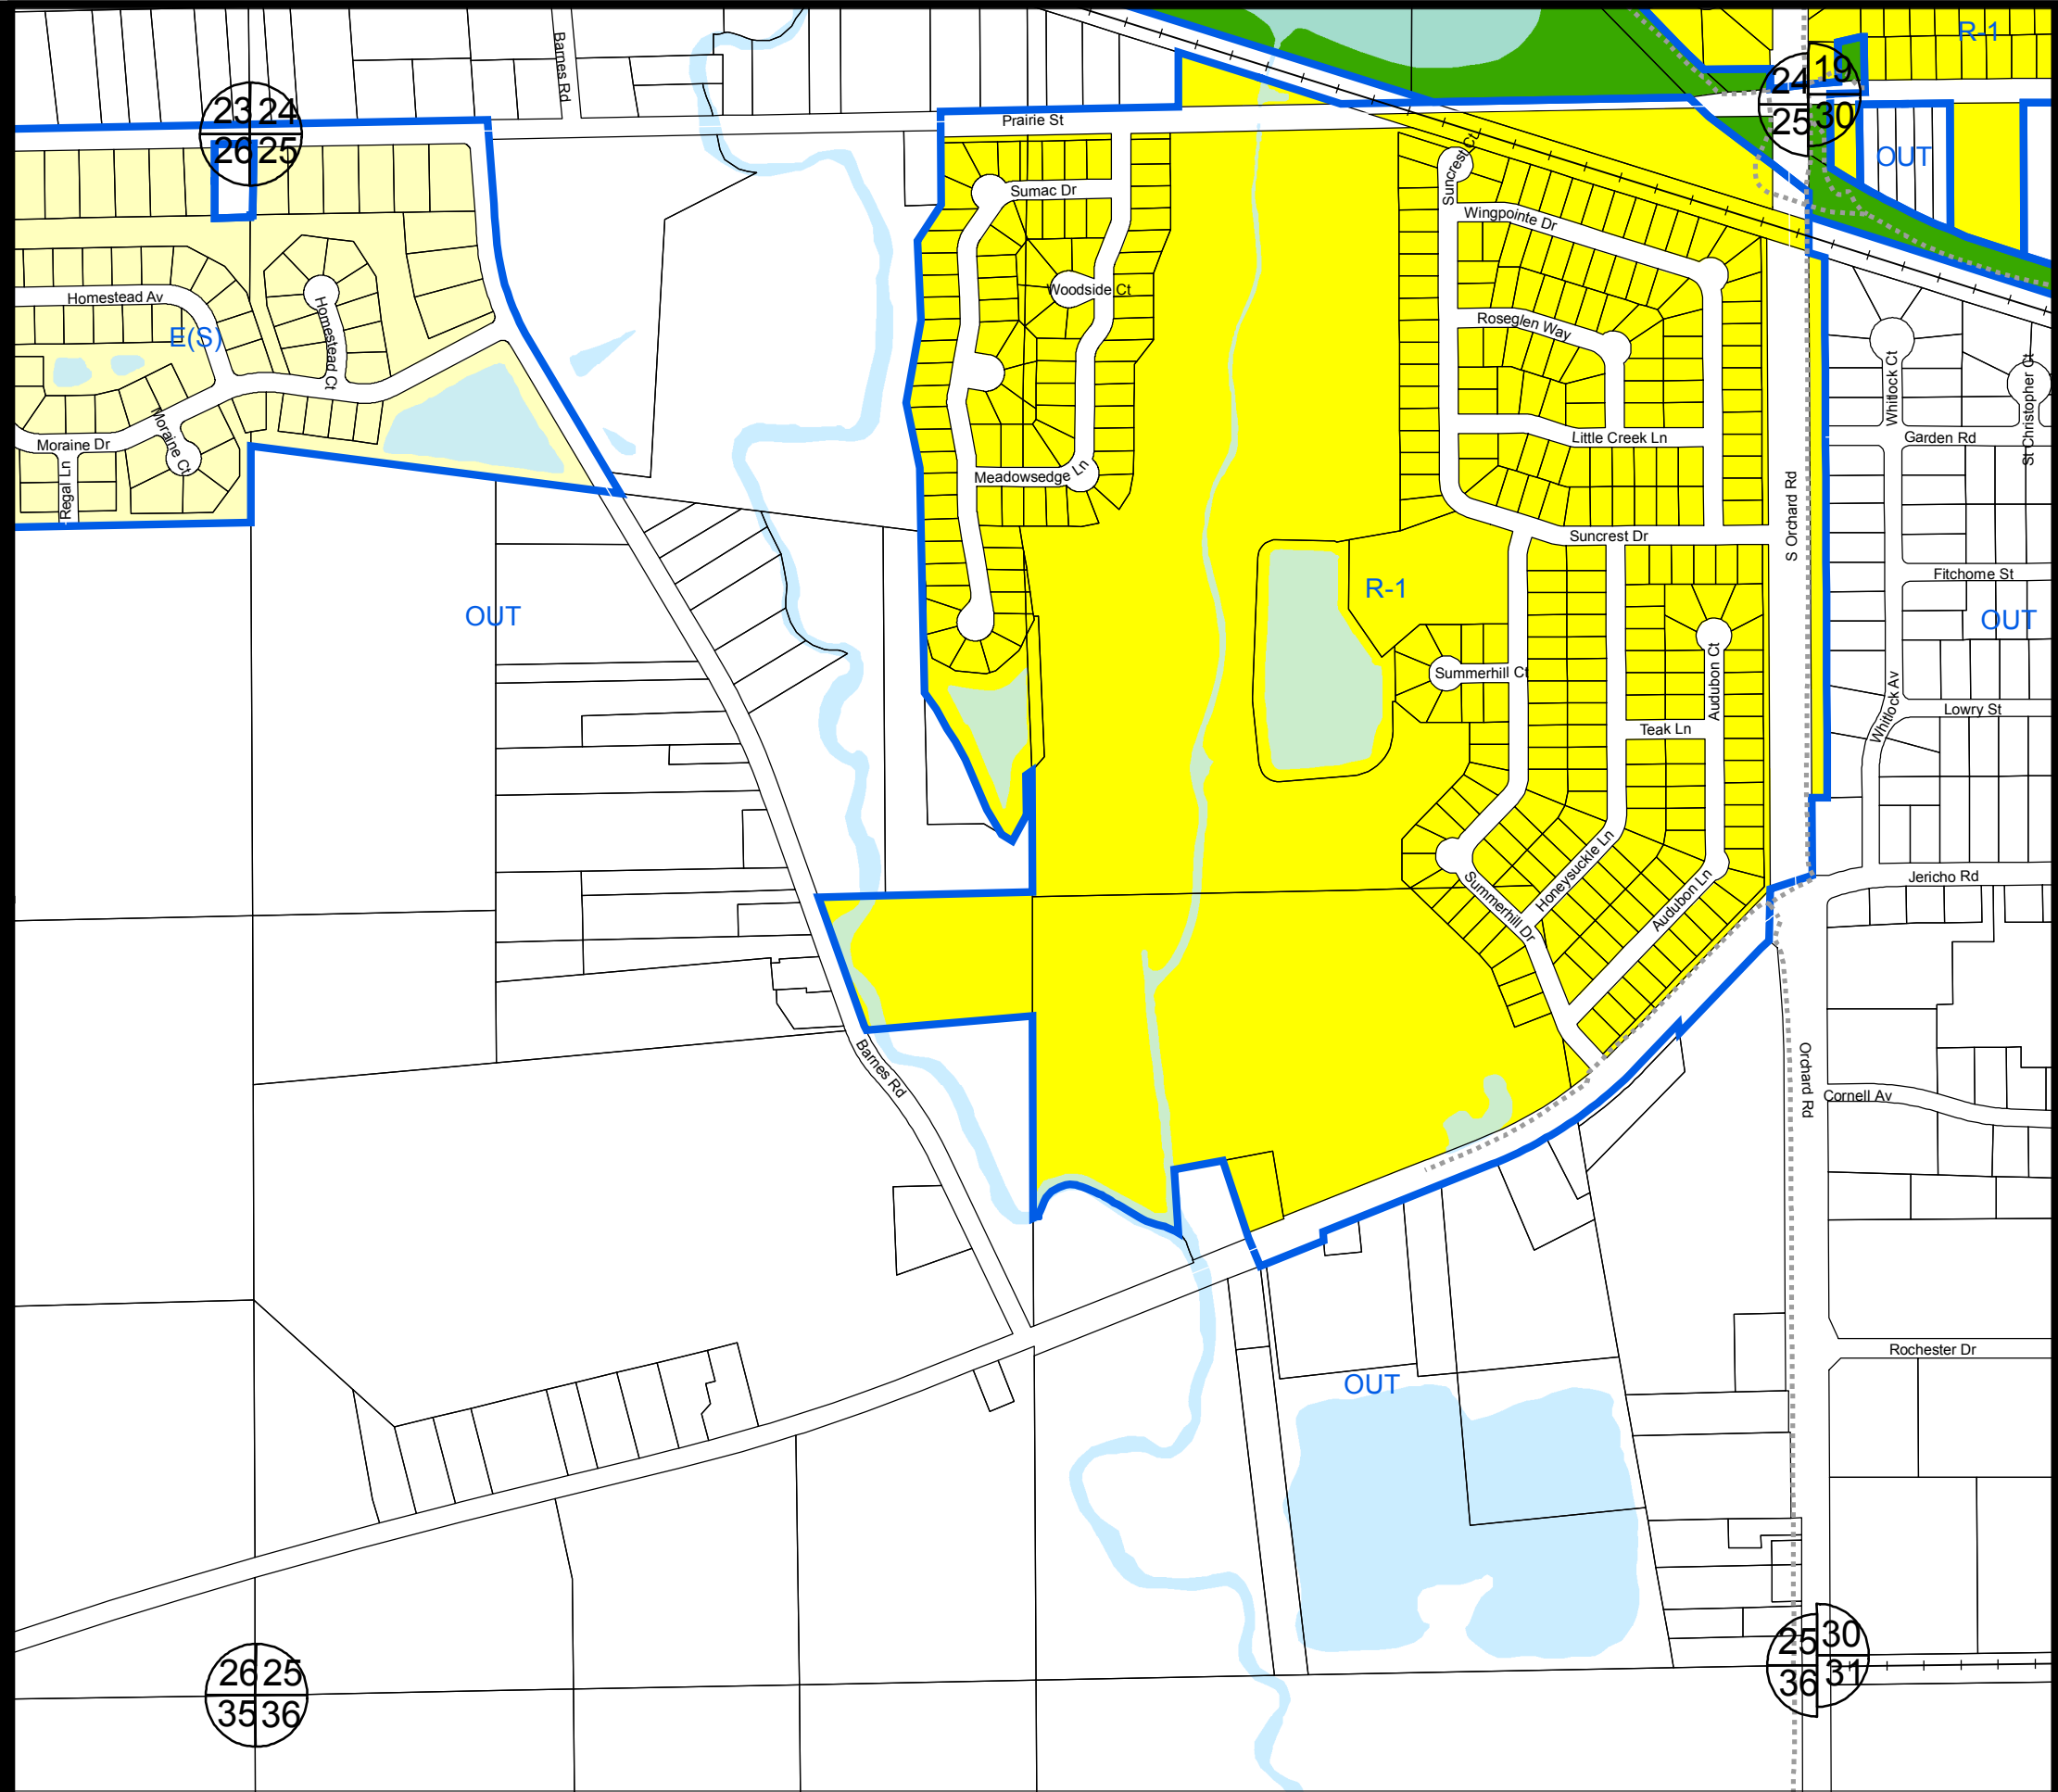 Barnes Rd
R-1
23 24
26 25
24 19
25 30
Prairie St
OUT
Suncrest Ct
Sumac Dr
Wingpointe Dr
Woodside Ct
Homestead Av
Homestead Ct
E(S)
Roseglen Way
Whitlock Ct
St Christopher Ct
Moraine Dr
Moraine Ct
Regal Ln
Little Creek Ln
Garden Rd
Meadowsedge Ln
S Orchard Rd
Suncrest Dr
Fitchome St
R-1
OUT
OUT
Summerhill Ct
Audubon Ct
Whitlock Av
Lowry St
Teak Ln
Honeysuckle Ln
Summerhill Dr
Audubon Ln
Jericho Rd
Barnes Rd
Orchard Rd
Cornell Av
Rochester Dr
OUT
26 25
35 36
25 30
36 31